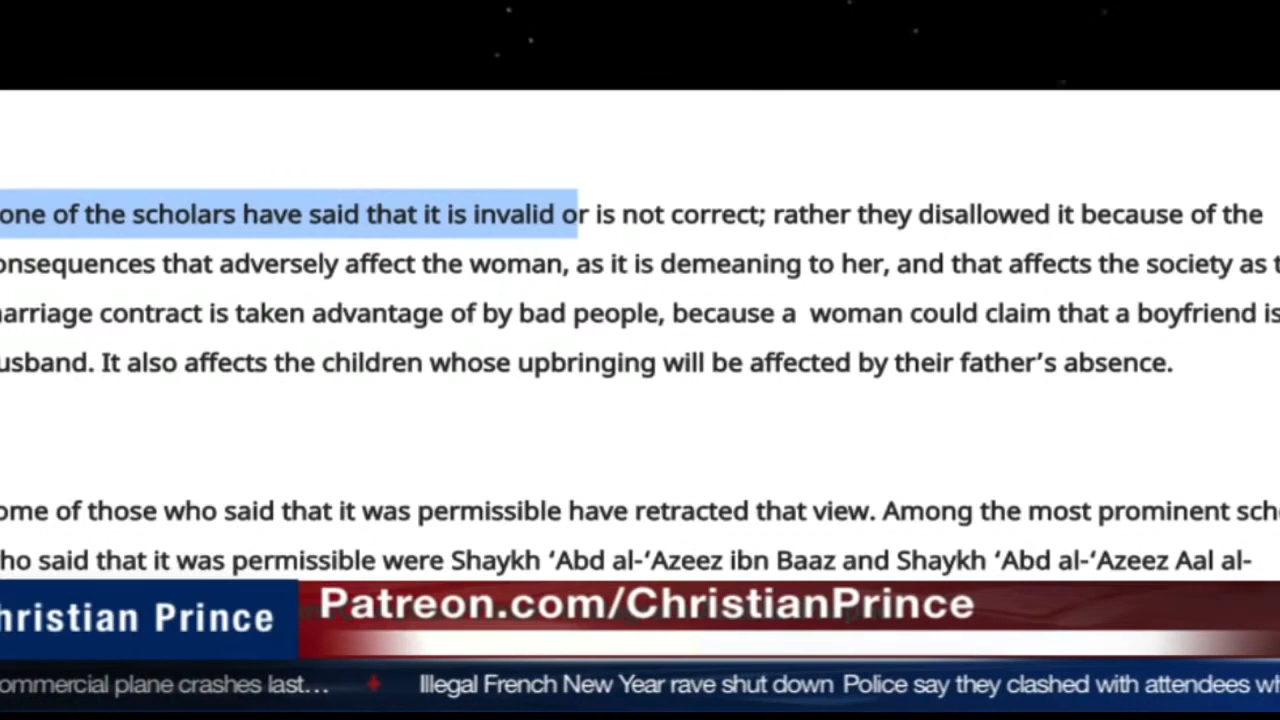 one of the scholars have said that it is invalid or is not correct; rather they disallowed it because of the
onsequences that adversely affect the woman, as it is demeaning to her, and that affects the society as t
arriage contract is taken advantage of by bad people, because a woman could claim that a boyfriend is
usband. It also affects the children whose upbringing will be affected by their father’s absence.
ome of those who said that it was permissible have retracted that view. Among the most prominent sch
ho said that it was permissible were Shaykh ‘Abd al-‘Azeez ibn Baaz and Shaykh ‘Abd al-‘Azeez Aal al-
hristian Prince
Patreon.com/ChristianPrince
ommercial plane crashes last... ♦ Illegal French New Year rave shut down Police say they clashed with attendees wh